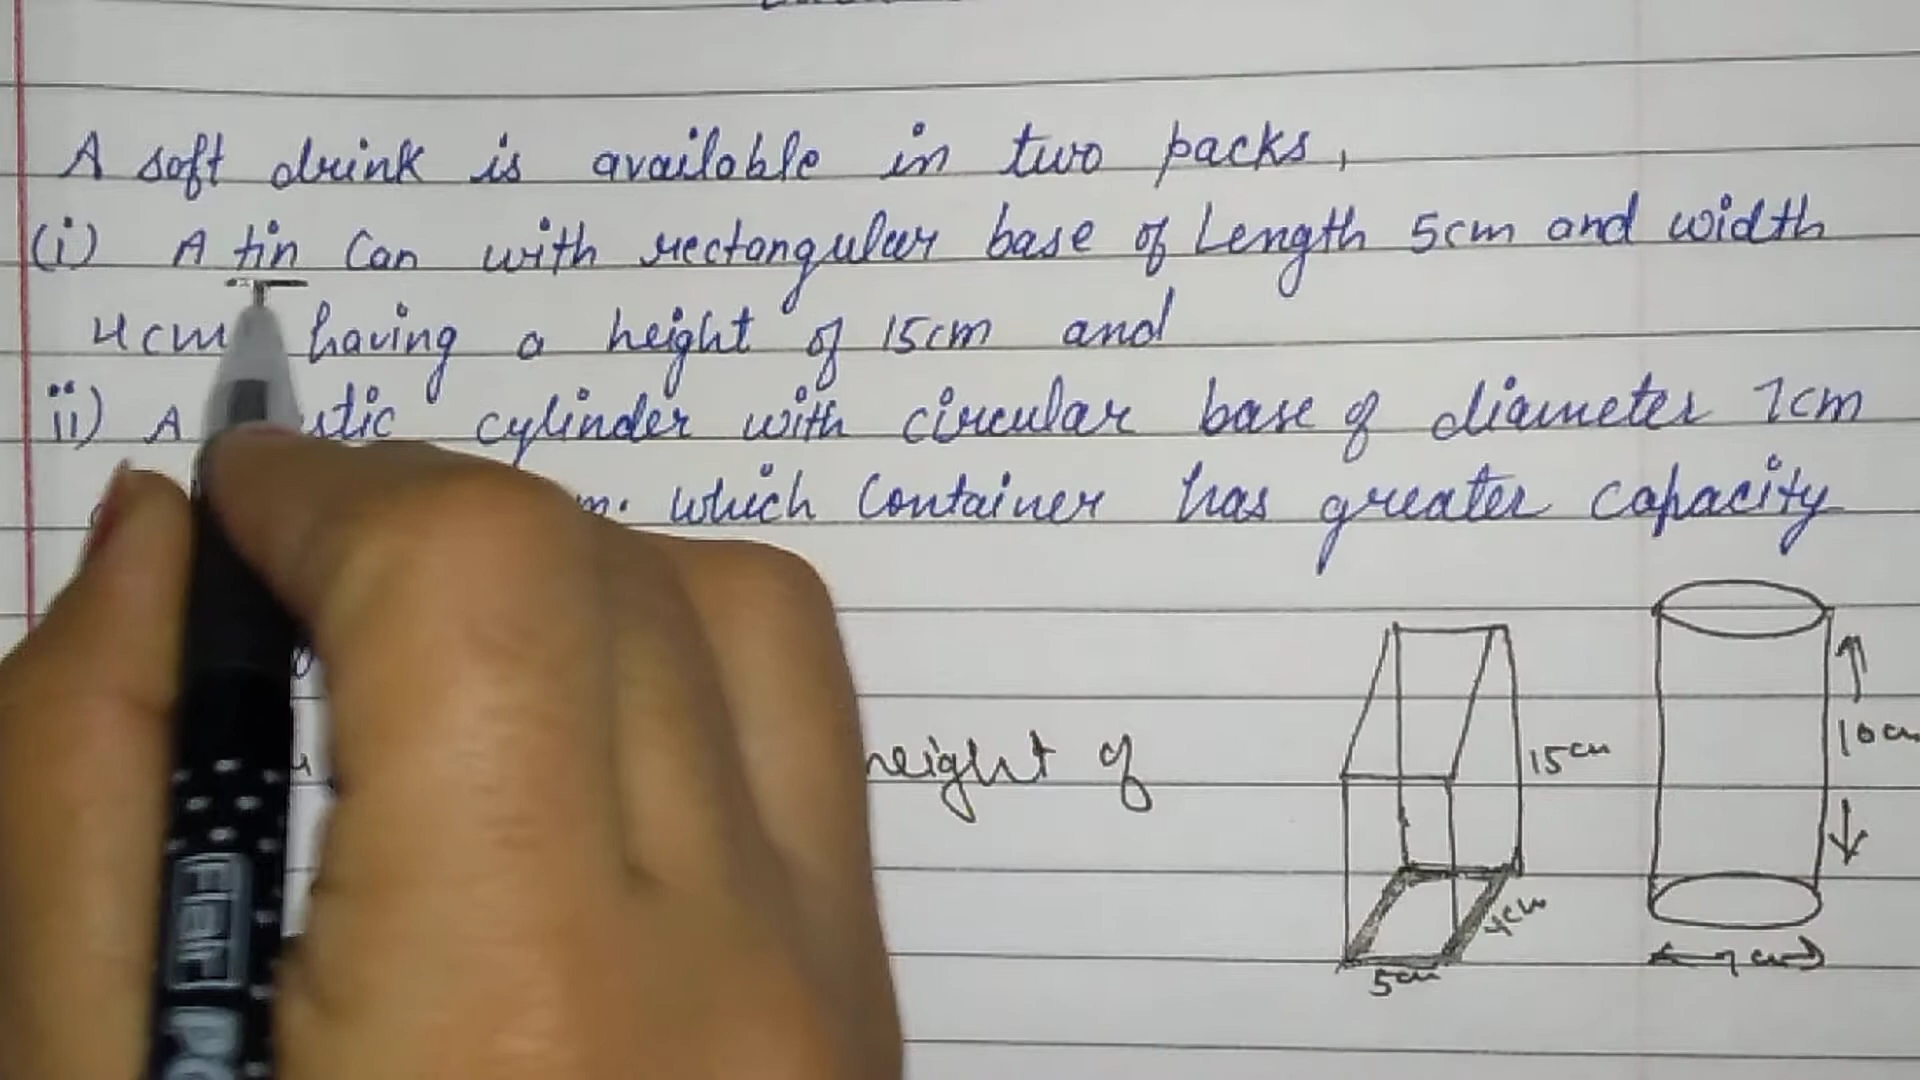 A soft drink is available in two packs,
(i) A tin Can with rectangular base of Length 5cm and width
4cm having a height of 15cm and
ii) A cylinder with circular base of diameter 7cm
which Container has greater capacity
height of
15cm
10cm
4cm
5cm
7cm
Flair